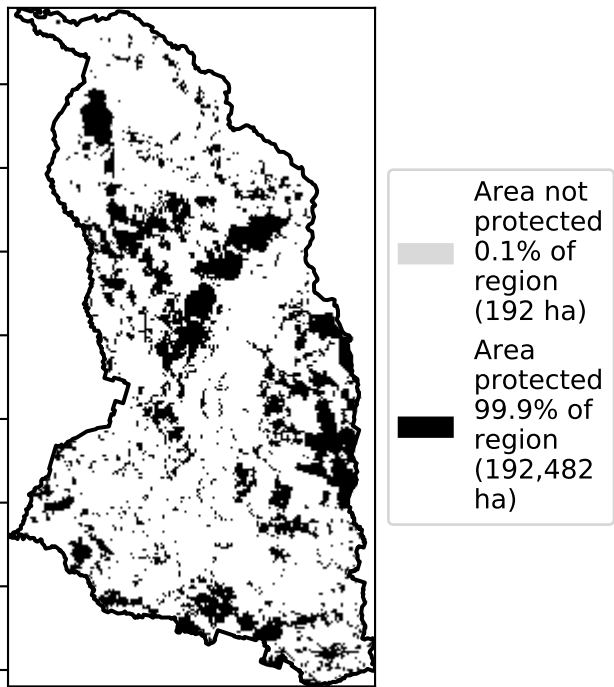 Area not
protected
0.1% of
region
(192 ha)
Area
protected
99.9% of
region
(192,482
ha)